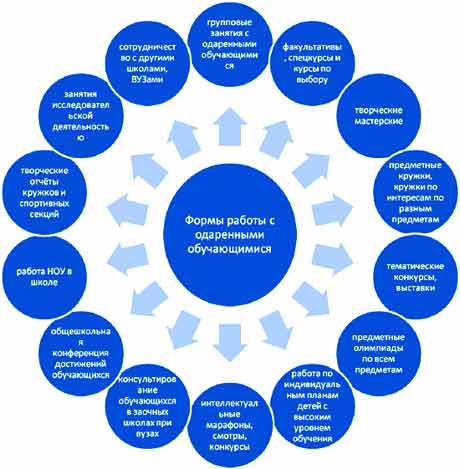 Формы работы с
одаренными
обучающимися
групповые
занятия с
одаренными
обучающими
ся
факультативы
, спецкурсы и
курсы по
выбору
творческие
мастерские
предметные
кружки,
кружки по
интересам по
разным
предметам
тематические
конкурсы,
выставки
предметные
олимпиады
по всем
предметам
работа по
индивидуаль
ным планам
детей с
высоким
уровнем
обучения
интеллектуал
ьные
марафоны,
смотры,
конкурсы
консультиров
ание
обучающихся
в заочных
школах при
вузах
общешкольна
я
конференция
достижений
обучающихся
работа НОУ в
школе
творческие
отчёты
кружков и
спортивных
секций
занятия
исследовател
ьской
деятельность
ю
сотрудничест
во с другими
школами,
ВУЗами